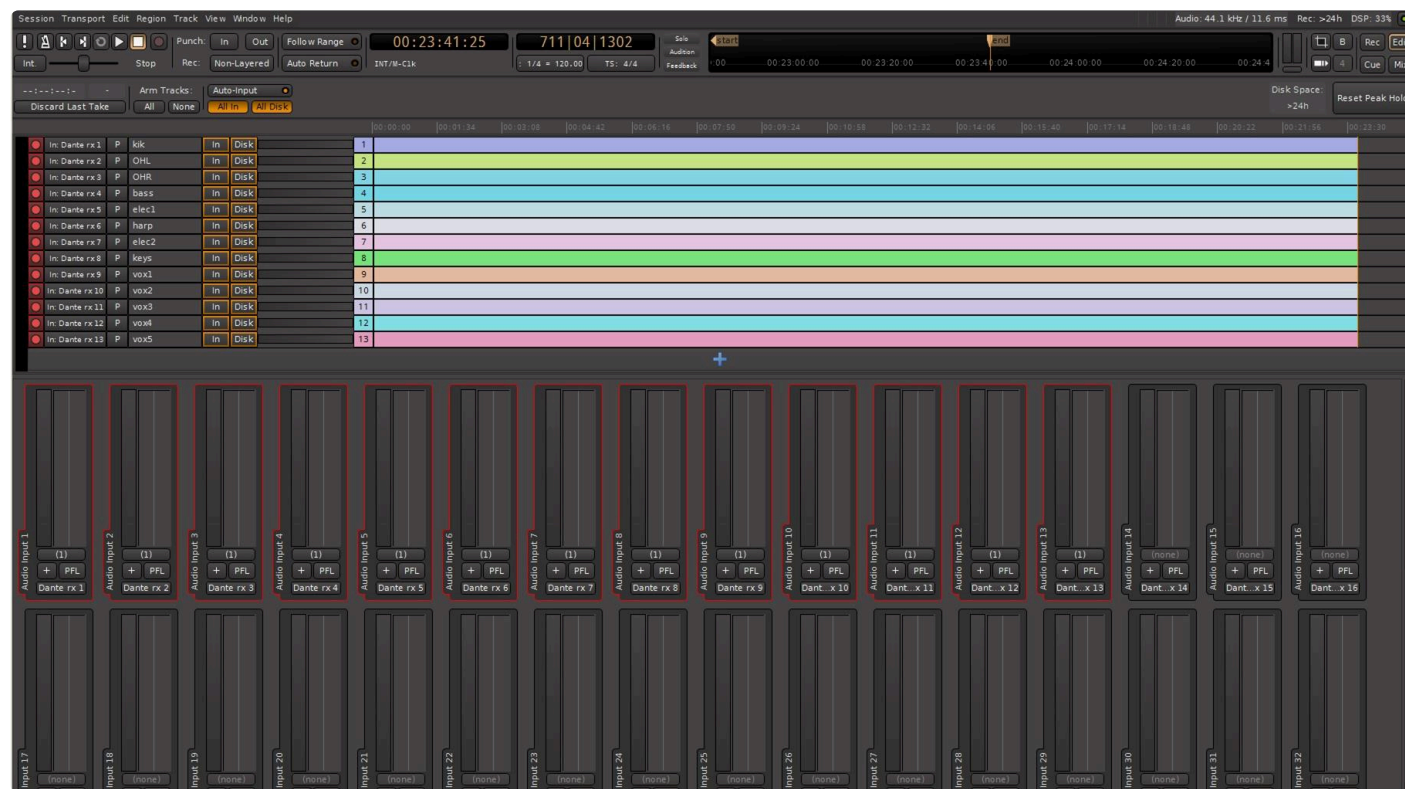 Session Transport Edit Region Track View Window Help Audio: 44.1 kHz / 11.6 ms Rec: >24h DSP: 33%
Punch: In Out Follow Range 00:23:41:25 711|04|1302 Solo start end B Rec Edi
Audition
Int. Stop Rec: Non-Layered Auto Return INT/M-Clk : 1/4 = 120.00 TS: 4/4 Feedback :00 00:23:00:00 00:23:20:00 00:23:40:00 00:24:00:00 00:24:20:00 00:24:4 4 Cue Mi
--:--:--:- - Arm Tracks: Auto-Input Disk Space:
Discard Last Take All None All In All Disk >24h Reset Peak Hol
00:00:00 00:01:34 00:03:08 00:04:42 00:06:16 00:07:50 00:09:24 00:10:58 00:12:32 00:14:06 00:15:40 00:17:14 00:18:48 00:20:22 00:21:56 00:23:30
In: Dante rx 1 P kik In Disk 1
In: Dante rx 2 P OHL In Disk 2
In: Dante rx 3 P OHR In Disk 3
In: Dante rx 4 P bass In Disk 4
In: Dante rx 5 P elec1 In Disk 5
In: Dante rx 6 P harp In Disk 6
In: Dante rx 7 P elec2 In Disk 7
In: Dante rx 8 P keys In Disk 8
In: Dante rx 9 P vox1 In Disk 9
In: Dante rx 10 P vox2 In Disk 10
In: Dante rx 11 P vox3 In Disk 11
In: Dante rx 12 P vox4 In Disk 12
In: Dante rx 13 P vox5 In Disk 13
+
Audio Input 1 Audio Input 2 Audio Input 3 Audio Input 4 Audio Input 5 Audio Input 6 Audio Input 7 Audio Input 8 Audio Input 9 Audio Input 10 Audio Input 11 Audio Input 12 Audio Input 13 Audio Input 14 Audio Input 15 Audio Input 16
(1) (1) (1) (1) (1) (1) (1) (1) (1) (1) (1) (1) (1) (none) (none) (none)
+ PFL + PFL + PFL + PFL + PFL + PFL + PFL + PFL + PFL + PFL + PFL + PFL + PFL + PFL + PFL + PFL
Dante rx 1 Dante rx 2 Dante rx 3 Dante rx 4 Dante rx 5 Dante rx 6 Dante rx 7 Dante rx 8 Dante rx 9 Dant...x 10 Dant...x 11 Dant...x 12 Dant...x 13 Dant...x 14 Dant...x 15 Dant...x 16
Input 17 Input 18 Input 19 Input 20 Input 21 Input 22 Input 23 Input 24 Input 25 Input 26 Input 27 Input 28 Input 29 Input 30 Input 31 Input 32
(none) (none) (none) (none) (none) (none) (none) (none) (none) (none) (none) (none) (none) (none) (none) (none)